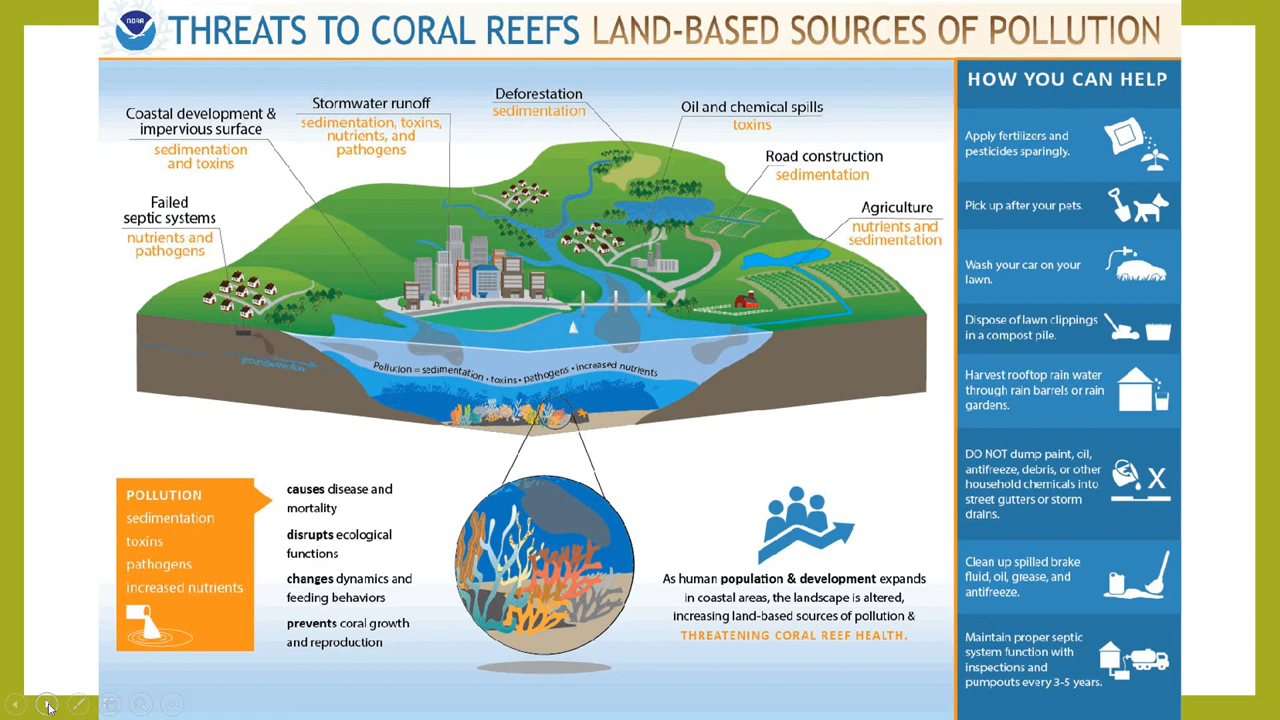 NOAA
THREATS TO CORAL REEFS LAND-BASED SOURCES OF POLLUTION
Coastal development &
impervious surface
sedimentation
and toxins
Stormwater runoff
sedimentation, toxins,
nutrients, and
pathogens
Deforestation
sedimentation
Oil and chemical spills
toxins
Road construction
sedimentation
Agriculture
nutrients and
sedimentation
Failed
septic systems
nutrients and
pathogens
groundwater flow
Pollution = sedimentation • toxins • pathogens • increased nutrients
POLLUTION
sedimentation
toxins
pathogens
increased nutrients
causes disease and
mortality
disrupts ecological
functions
changes dynamics and
feeding behaviors
prevents coral growth
and reproduction
As human population & development expands
in coastal areas, the landscape is altered,
increasing land-based sources of pollution &
THREATENING CORAL REEF HEALTH.
HOW YOU CAN HELP
Apply fertilizers and
pesticides sparingly.
Pick up after your pets.
Wash your car on your
lawn.
Dispose of lawn clippings
in a compost pile.
Harvest rooftop rain water
through rain barrels or rain
gardens.
DO NOT dump paint, oil,
antifreeze, debris, or other
household chemicals into
street gutters or storm
drains.
Clean up spilled brake
fluid, oil, grease, and
antifreeze.
Maintain proper septic
system function with
inspections and
pumpouts every 3-5 years.